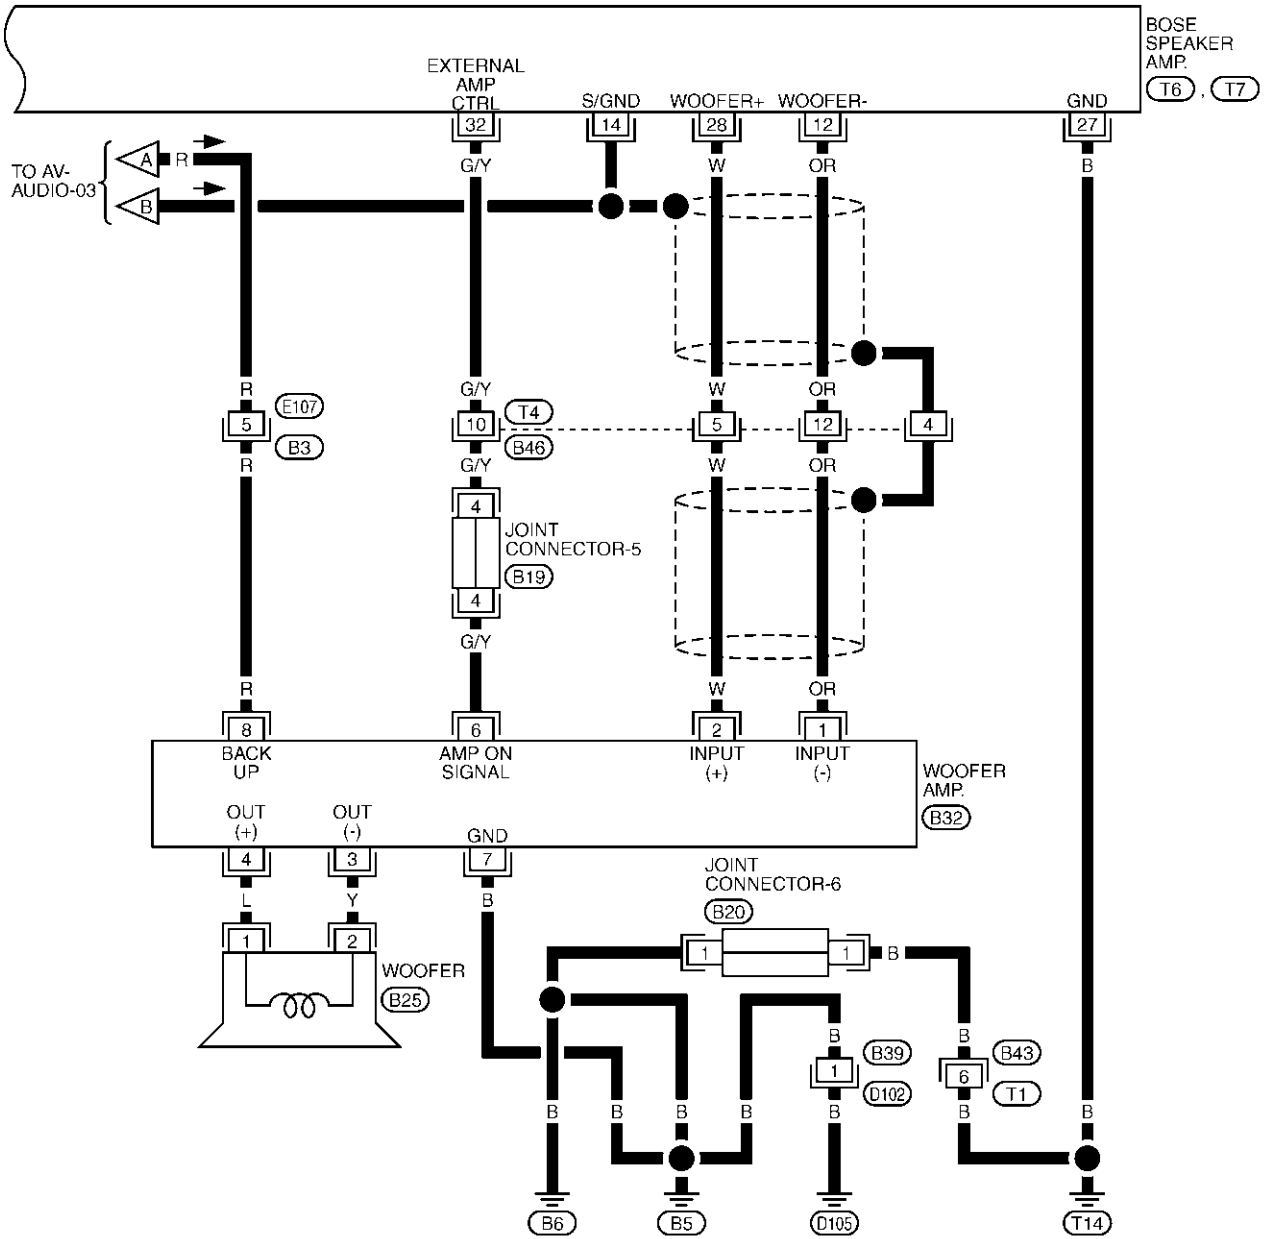 BOSE
SPEAKER
AMP.
T6 , T7
EXTERNAL
AMP
CTRL
S/GND
WOOFER+
WOOFER-
GND
32
14
28
12
27
TO AV-
AUDIO-03
A
R
B
G/Y
W
OR
B
R
G/Y
W
OR
5
E107
B3
10
T4
B46
5
12
4
R
G/Y
W
OR
4
JOINT
CONNECTOR-5
B19
4
G/Y
R
W
OR
8
6
2
1
BACK
UP
AMP ON
SIGNAL
INPUT
(+)
INPUT
(-)
WOOFER
AMP.
B32
OUT
(+)
OUT
(-)
GND
4
3
7
L
Y
B
1
2
WOOFER
B25
JOINT
CONNECTOR-6
B20
1
1
B
B
B
1
B39
D102
6
B43
T1
B
B
B
B
B
B
B
B6
B5
D105
T14